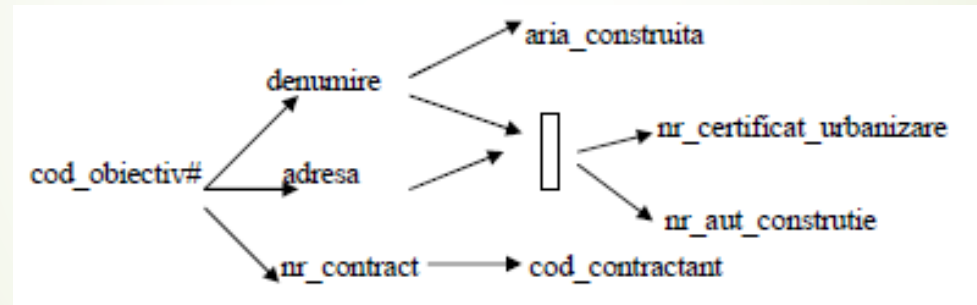 aria_construita
denumire
nr_certificat_urbanizare
cod_obiectiv#
adresa
nr_aut_construtie
nr_contract
cod_contractant